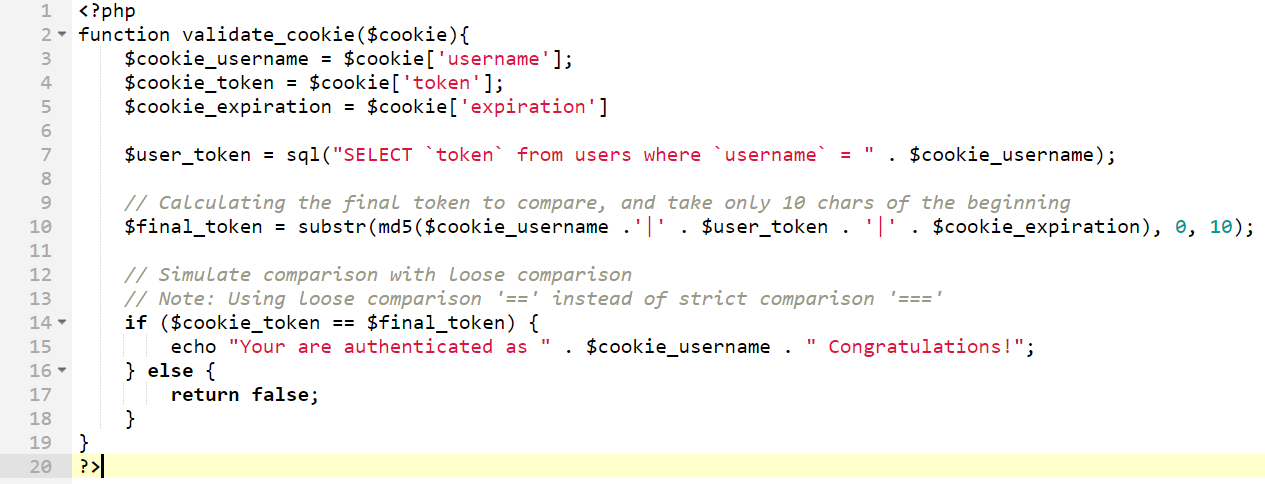 1 <?php
2 function validate_cookie($cookie){
3 $cookie_username = $cookie['username'];
4 $cookie_token = $cookie['token'];
5 $cookie_expiration = $cookie['expiration']
6
7 $user_token = sql("SELECT `token` from users where `username` = " . $cookie_username);
8
9 // Calculating the final token to compare, and take only 10 chars of the beginning
10 $final_token = substr(md5($cookie_username .'|' . $user_token . '|' . $cookie_expiration), 0, 10);
11
12 // Simulate comparison with loose comparison
13 // Note: Using loose comparison '==' instead of strict comparison '==='
14 if ($cookie_token == $final_token) {
15 echo "Your are authenticated as " . $cookie_username . " Congratulations!";
16 } else {
17 return false;
18 }
19 }
20 ?>